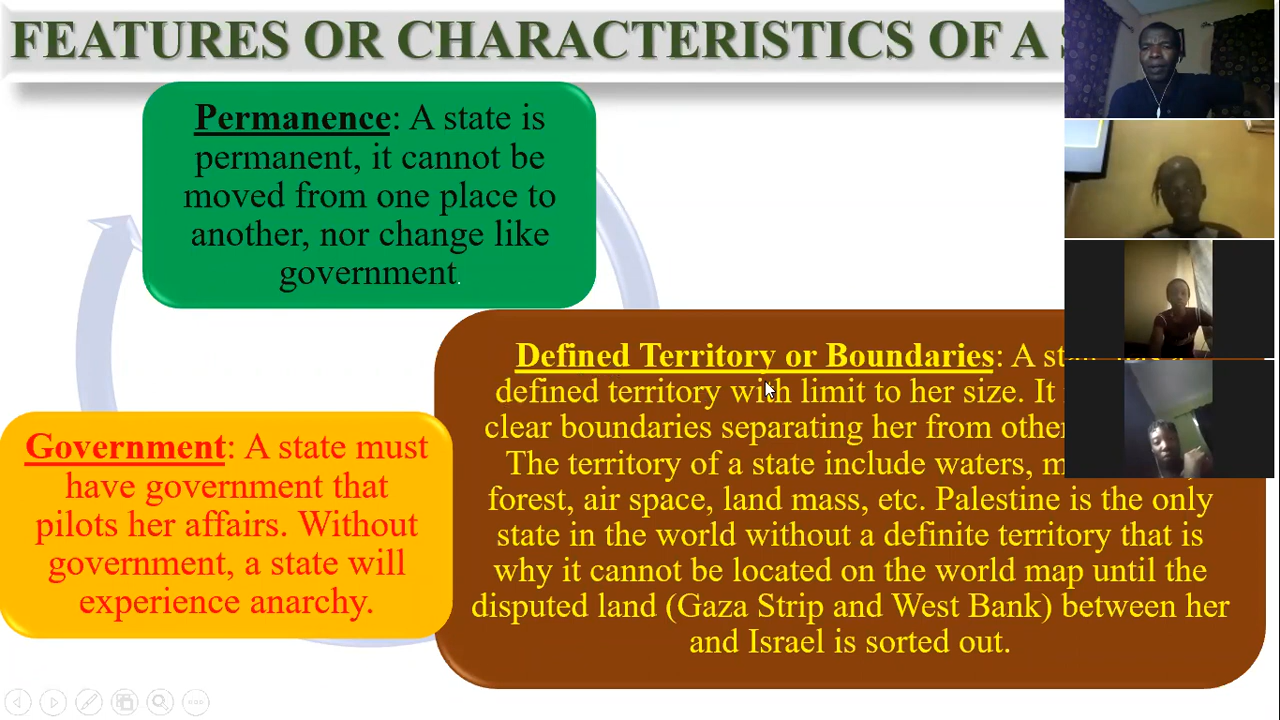 FEATURES OR CHARACTERISTICS OF A
Permanence: A state is
permanent, it cannot be
moved from one place to
another, nor change like
government.
Defined Territory or Boundaries: A
defined territory with limit to her size. It
clear boundaries separating her from other
The territory of a state include waters,
forest, air space, land mass, etc. Palestine is the only
state in the world without a definite territory that is
why it cannot be located on the world map until the
disputed land (Gaza Strip and West Bank) between her
and Israel is sorted out.
Government: A state must
have government that
pilots her affairs. Without
government, a state will
experience anarchy.